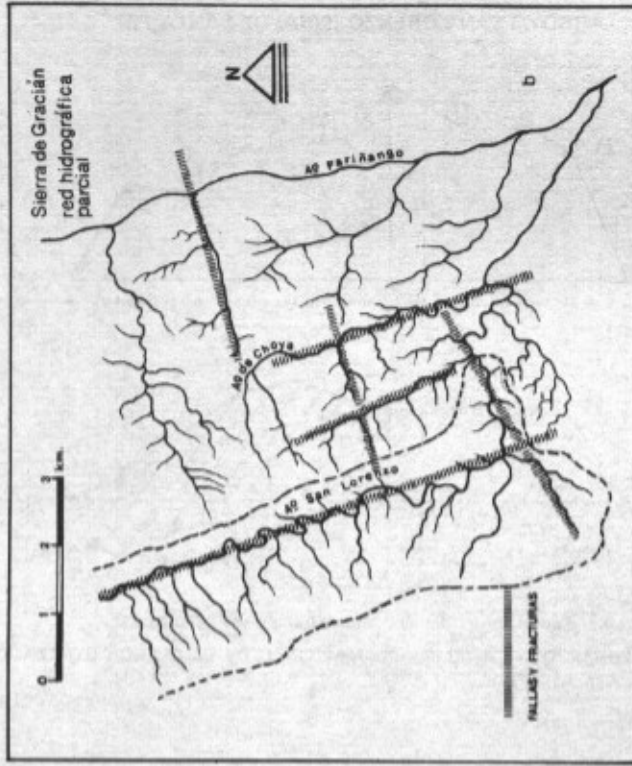 Sierra de Gracián
red hidrográfica
parcial
N
b
Aº Pariñango
Aº de Choya
Aº San Lorenzo
0 1 2 3
km.
FALLAS Y FRACTURAS